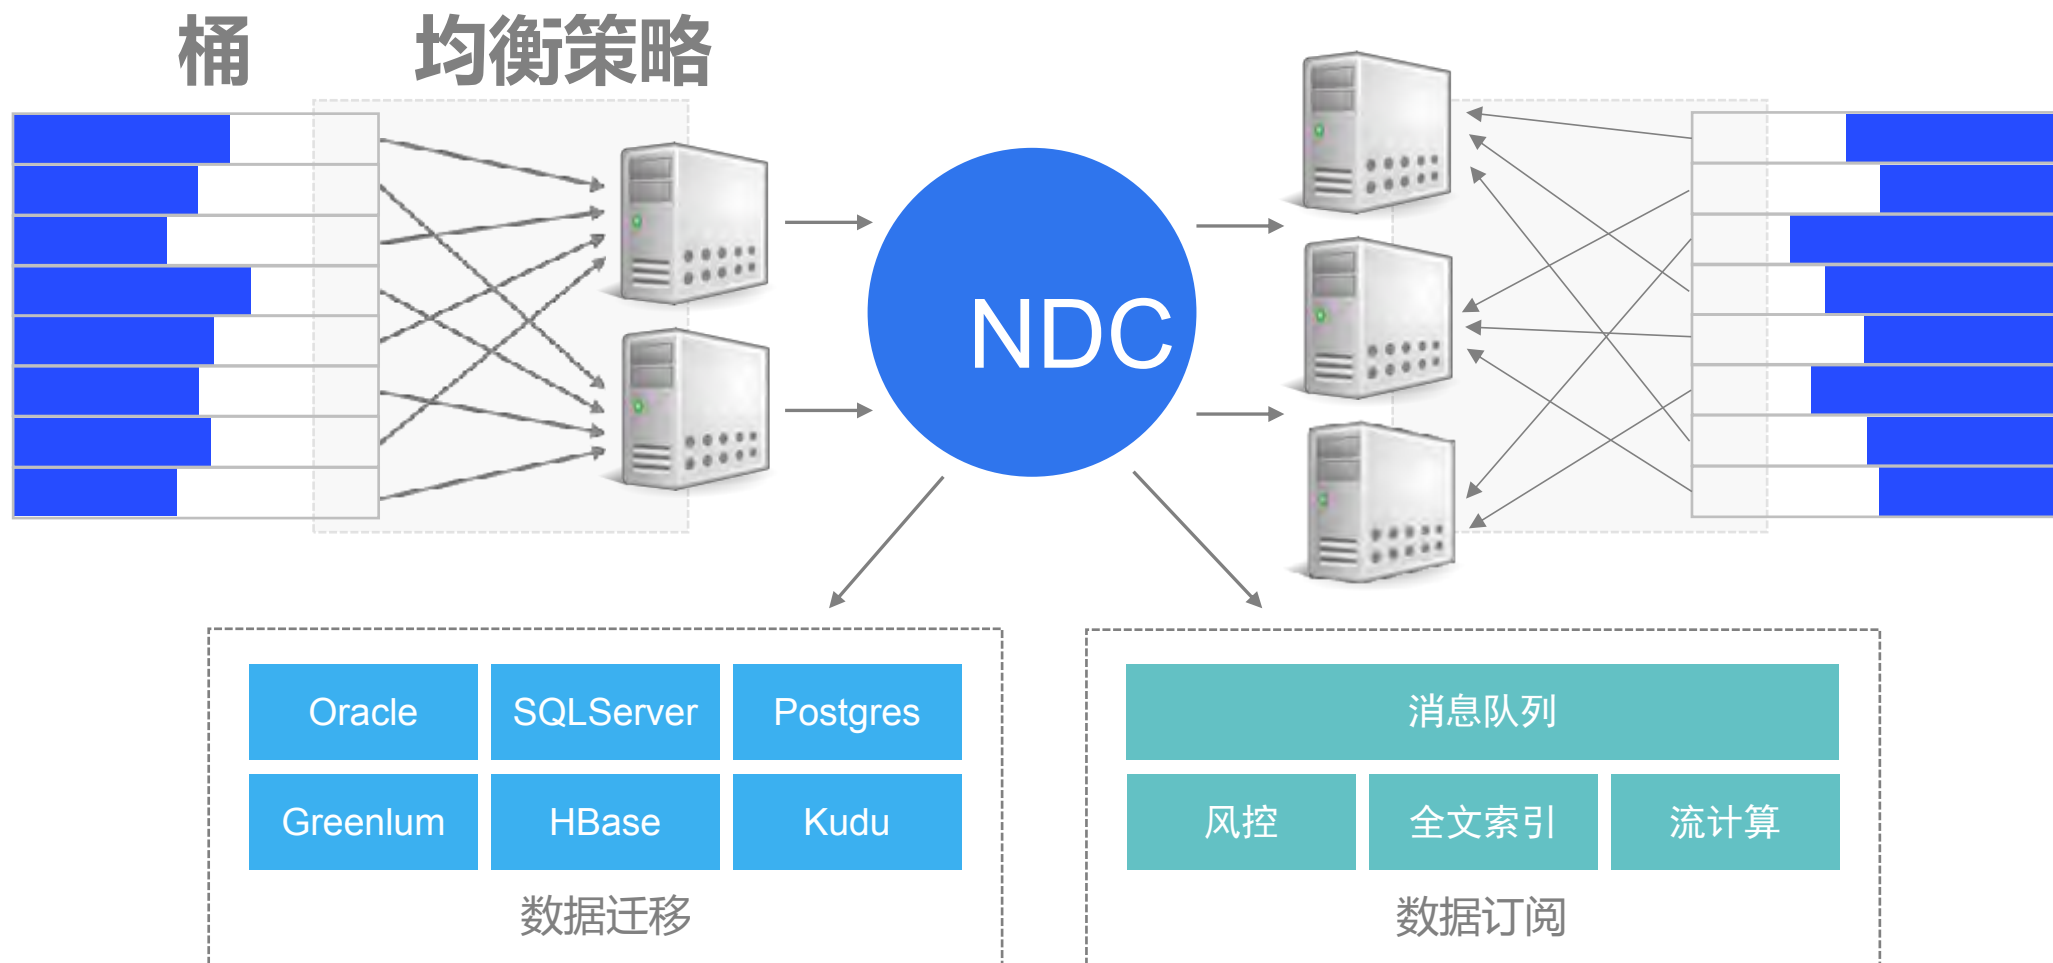 桶 均衡策略
NDC
Oracle SQLServer Postgres
Greenlum HBase Kudu
数据迁移
消息队列
风控 全文索引 流计算
数据订阅